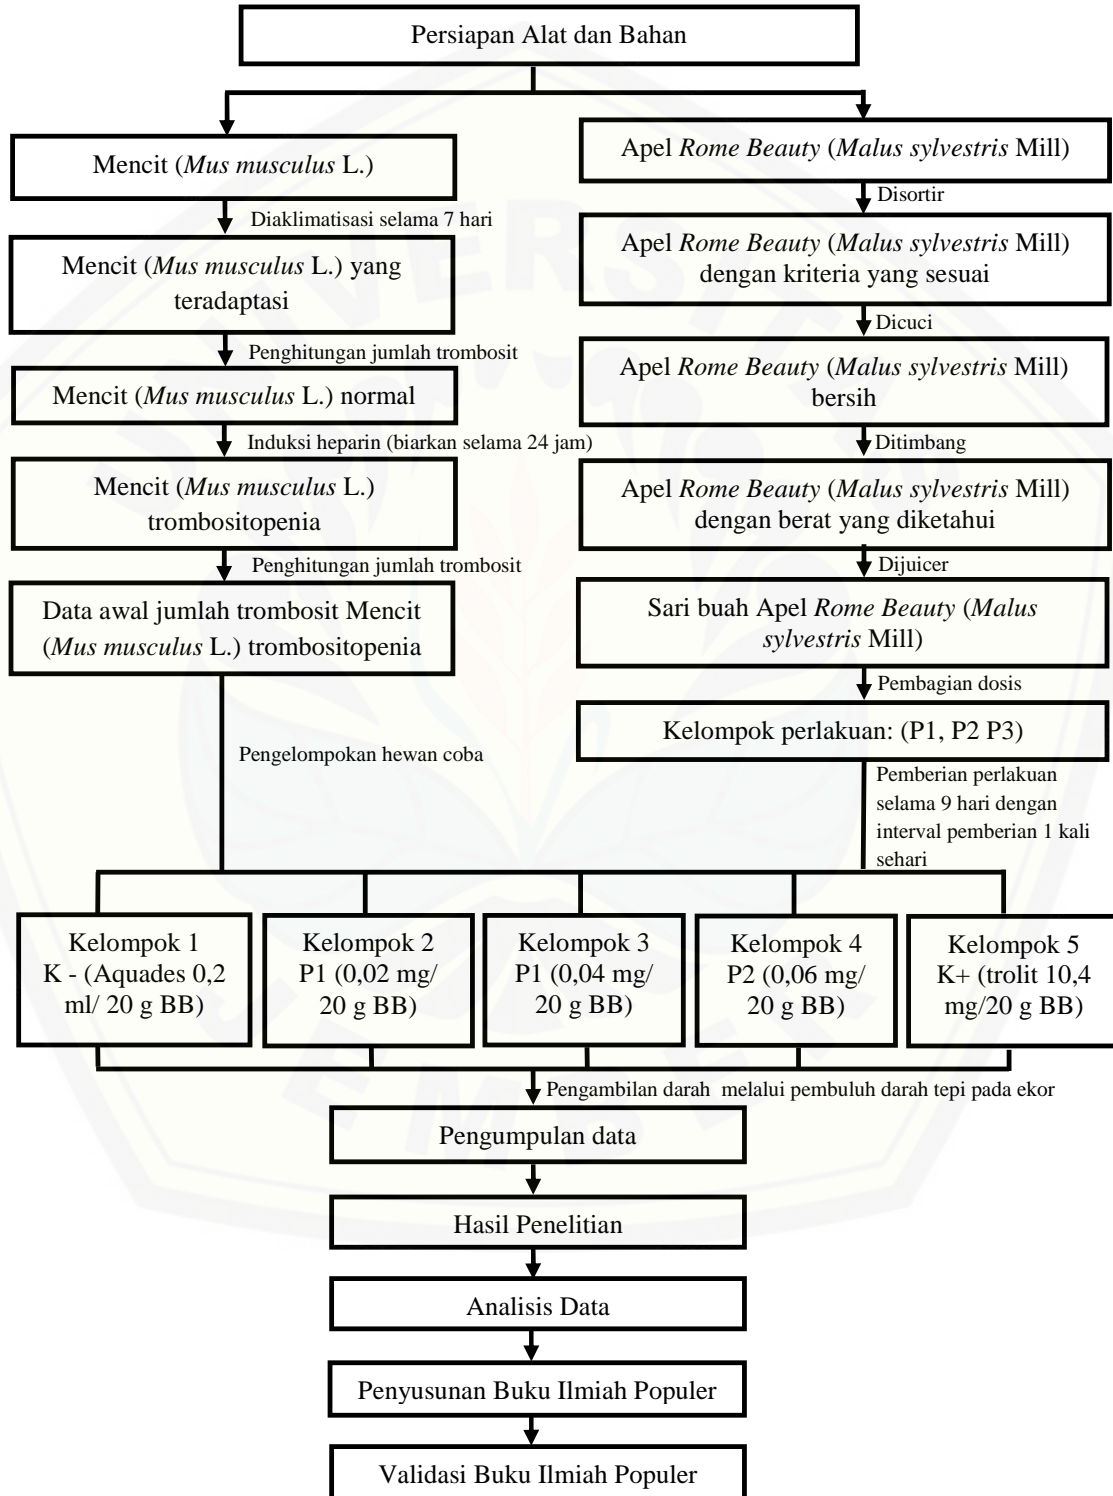 Persiapan Alat dan Bahan
Mencit (Mus musculus L.)
Diaklimatisasi selama 7 hari
Mencit (Mus musculus L.) yang
teradaptasi
Penghitungan jumlah trombosit
Mencit (Mus musculus L.) normal
Induksi heparin (biarkan selama 24 jam)
Mencit (Mus musculus L.)
trombositopenia
Penghitungan jumlah trombosit
Data awal jumlah trombosit Mencit
(Mus musculus L.) trombositopenia
Pengelompokan hewan coba
Apel Rome Beauty (Malus sylvestris Mill)
Disortir
Apel Rome Beauty (Malus sylvestris Mill)
dengan kriteria yang sesuai
Dicuci
Apel Rome Beauty (Malus sylvestris Mill)
bersih
Ditimbang
Apel Rome Beauty (Malus sylvestris Mill)
dengan berat yang diketahui
Dijuicer
Sari buah Apel Rome Beauty (Malus
sylvestris Mill)
Pembagian dosis
Kelompok perlakuan: (P1, P2 P3)
Pemberian perlakuan
selama 9 hari dengan
interval pemberian 1 kali
sehari
Kelompok 1
K - (Aquades 0,2
ml/ 20 g BB)
Kelompok 2
P1 (0,02 mg/
20 g BB)
Kelompok 3
P1 (0,04 mg/
20 g BB)
Kelompok 4
P2 (0,06 mg/
20 g BB)
Kelompok 5
K+ (trolit 10,4
mg/20 g BB)
Pengambilan darah melalui pembuluh darah tepi pada ekor
Pengumpulan data
Hasil Penelitian
Analisis Data
Penyusunan Buku Ilmiah Populer
Validasi Buku Ilmiah Populer
UNIVERSITAS
JEMBER